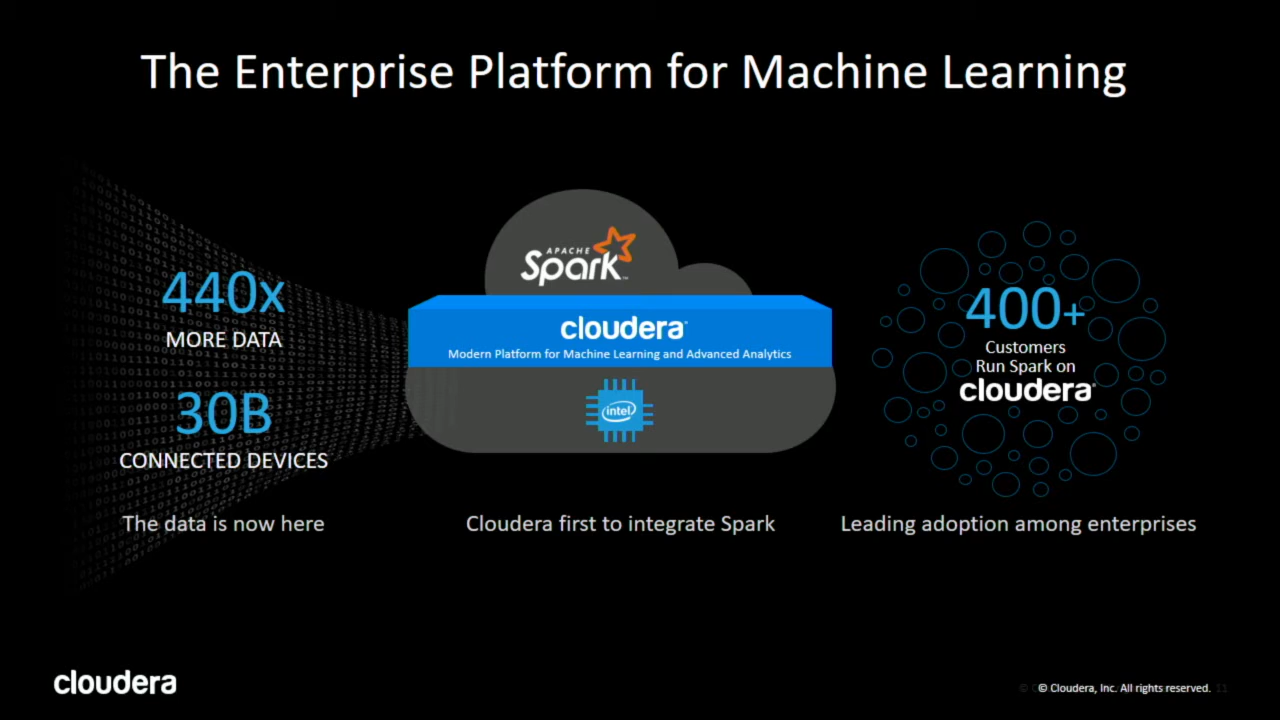 The Enterprise Platform for Machine Learning
440x
MORE DATA
30B
CONNECTED DEVICES
The data is now here
APACHE
Spark™
cloudera
Modern Platform for Machine Learning and Advanced Analytics
intel
Cloudera first to integrate Spark
400+
Customers
Run Spark on
cloudera
Leading adoption among enterprises
cloudera
© Cloudera, Inc. All rights reserved. 11